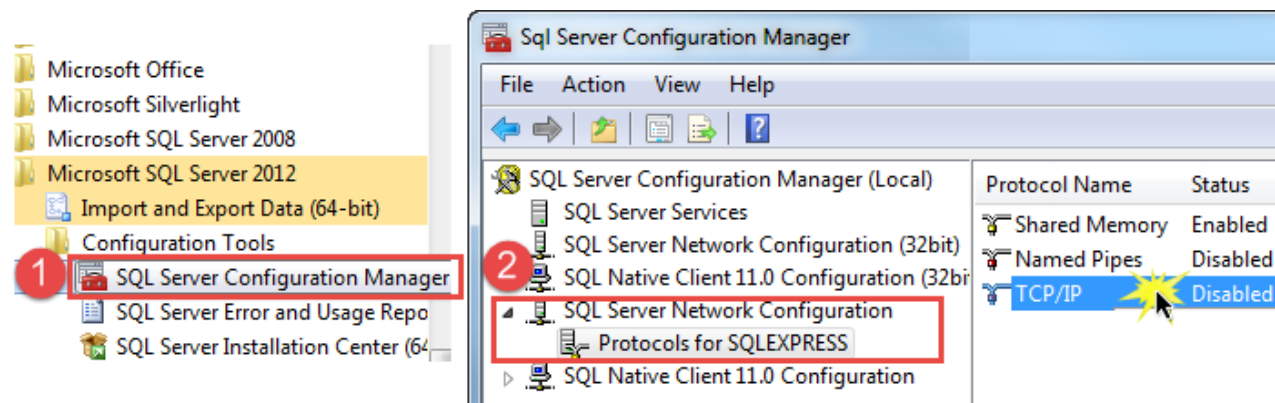 Microsoft Office
Microsoft Silverlight
Microsoft SQL Server 2008
Microsoft SQL Server 2012
Import and Export Data (64-bit)
Configuration Tools
1
SQL Server Configuration Manager
SQL Server Error and Usage Repo
SQL Server Installation Center (64
Sql Server Configuration Manager
File Action View Help
SQL Server Configuration Manager (Local)
SQL Server Services
SQL Server Network Configuration (32bit)
2
SQL Native Client 11.0 Configuration (32bi
SQL Server Network Configuration
Protocols for SQLEXPRESS
SQL Native Client 11.0 Configuration
Protocol Name Status
Shared Memory Enabled
Named Pipes Disabled
TCP/IP Disabled